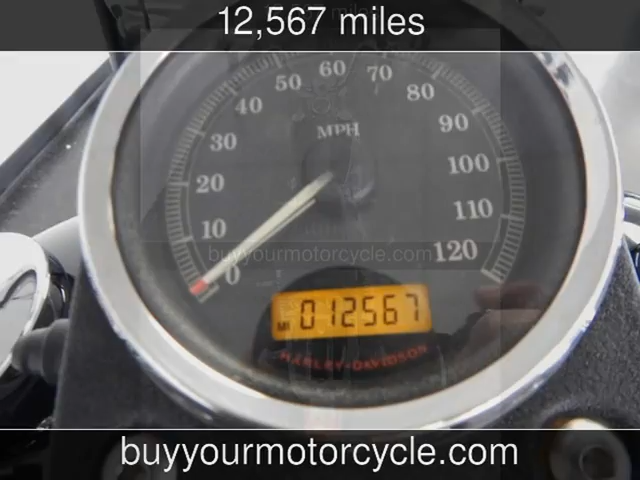 12,567 miles
60
50 70
40 80
30 MPH 90
20 100
10 110
0 120
buyyourmotorcycle.com
MI 012567
HARLEY-DAVIDSON
buyyourmotorcycle.com